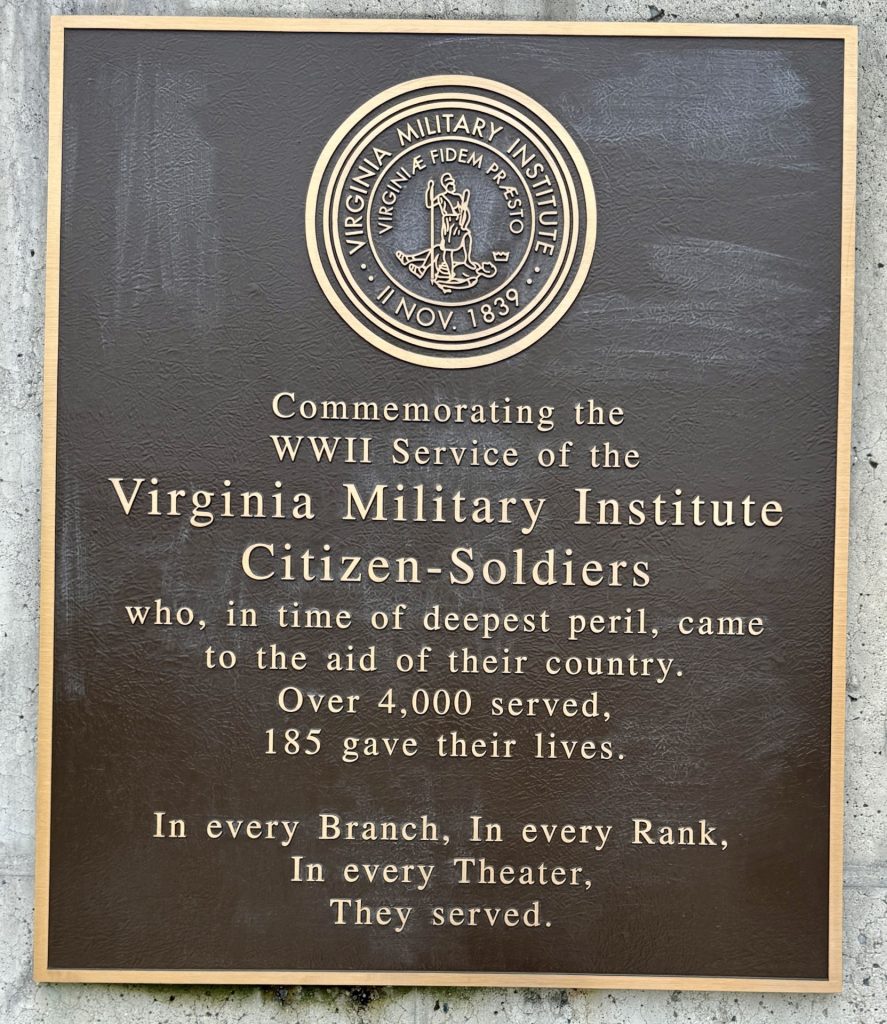 VIRGINIA MILITARY INSTITUTE
VIRGINIÆ FIDEM PRÆSTO
11 NOV. 1839
Commemorating the
WWII Service of the
Virginia Military Institute
Citizen-Soldiers
who, in time of deepest peril, came
to the aid of their country.
Over 4,000 served,
185 gave their lives.
In every Branch, In every Rank,
In every Theater,
They served.